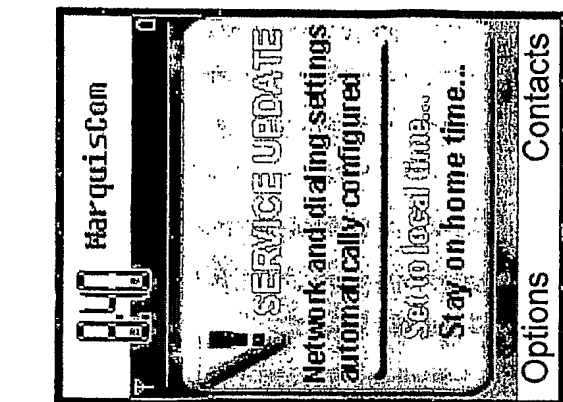 MarquisCom
! SERVICE UPDATE
Network and dialing settings
automatically configured
Set to local time...
Stay on home time...
Options Contacts